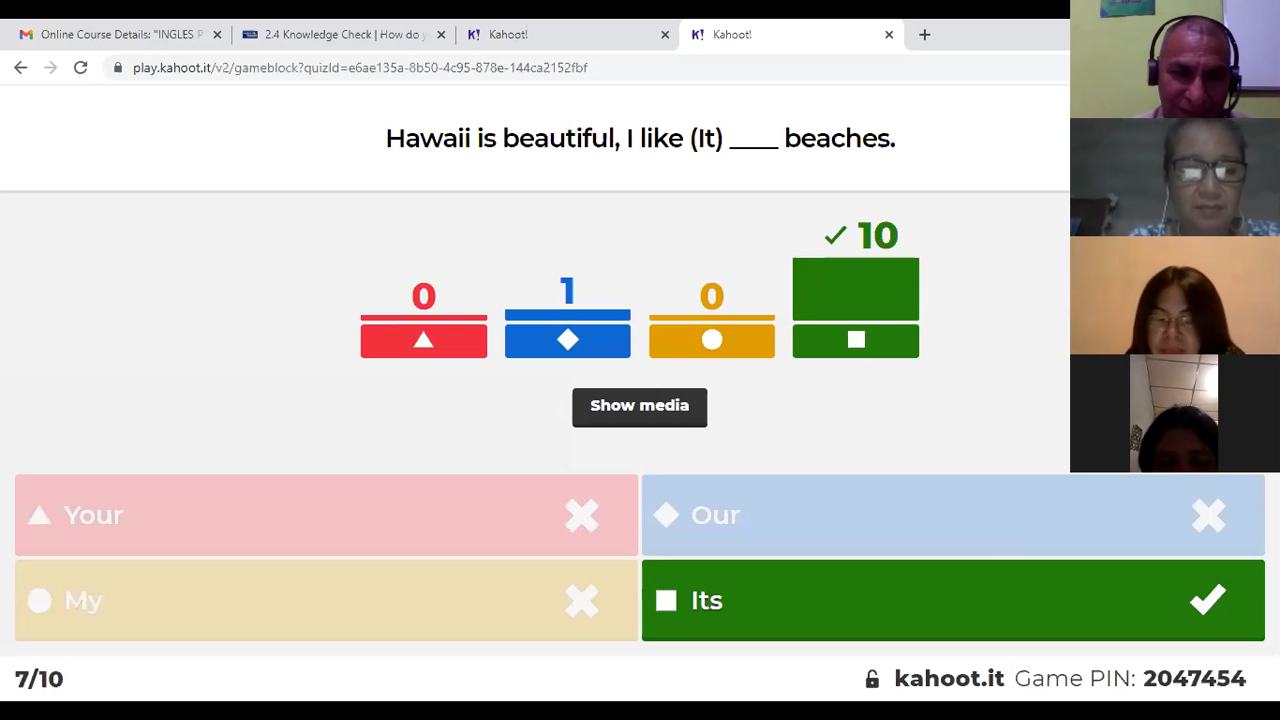 Online Course Details: "INGLES P
2.4 Knowledge Check | How do y
K! Kahoot!
K! Kahoot!
play.kahoot.it/v2/gameblock?quizId=e6ae135a-8b50-4c95-878e-144ca2152fbf
Hawaii is beautiful, I like (It) ____ beaches.
0
1
0
10
Show media
Your
Our
My
Its
7/10
kahoot.it Game PIN: 2047454